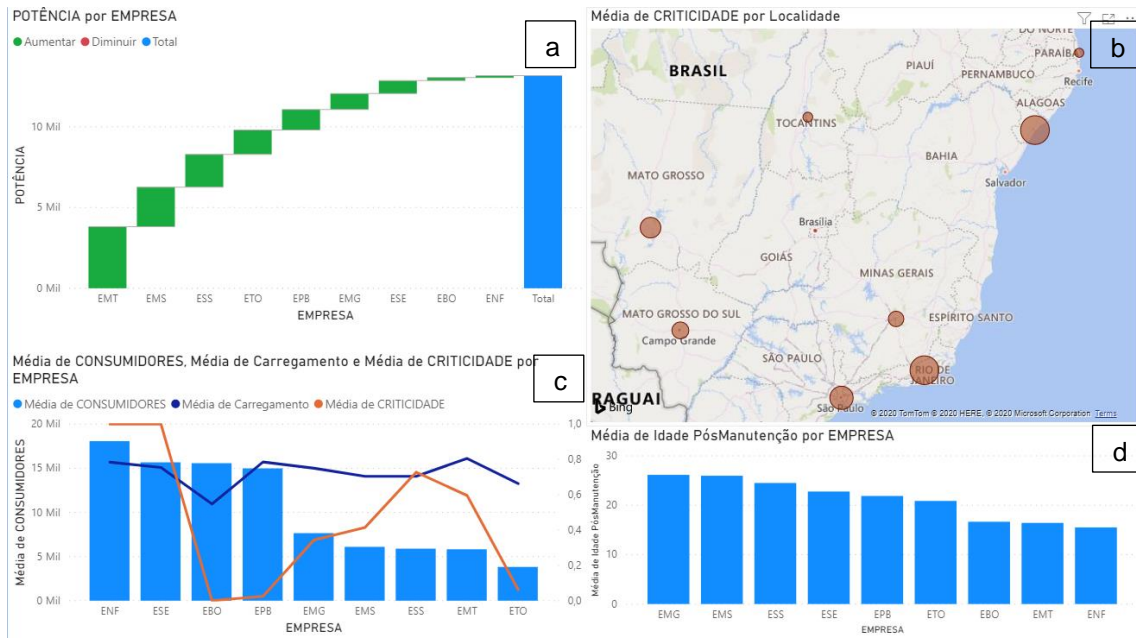 POTÊNCIA por EMPRESA
Aumentar Diminuir Total
a
10 Mil
5 Mil
0 Mil
POTÊNCIA
EMT EMS ESS ETO EPB EMG ESE EBO ENF Total
EMPRESA
Média de CRITICIDADE por Localidade
b
DO NORTE
PARAÍBA
BRASIL
PIAUÍ
PERNAMBUCO
Recife
ALAGOAS
TOCANTINS
BAHIA
MATO GROSSO
Salvador
Brasília
GOIÁS
MINAS GERAIS
MATO GROSSO DO SUL
ESPÍRITO SANTO
Campo Grande
SÃO PAULO
RIO DE
JANEIRO
RAGUAI
São Paulo
Bing
© 2020 TomTom © 2020 HERE, © 2020 Microsoft Corporation Terms
Média de CONSUMIDORES, Média de Carregamento e Média de CRITICIDADE por
EMPRESA
c
Média de CONSUMIDORES Média de Carregamento Média de CRITICIDADE
20 Mil 1,0
15 Mil 0,8
0,6
10 Mil
0,4
5 Mil
0,2
0 Mil 0,0
Média de CONSUMIDORES
ENF ESE EBO EPB EMG EMS ESS EMT ETO
EMPRESA
Média de Idade PósManutenção por EMPRESA
d
30
20
10
0
Média de Idade PósManutenção
EMG EMS ESS ESE EPB ETO EBO EMT ENF
EMPRESA